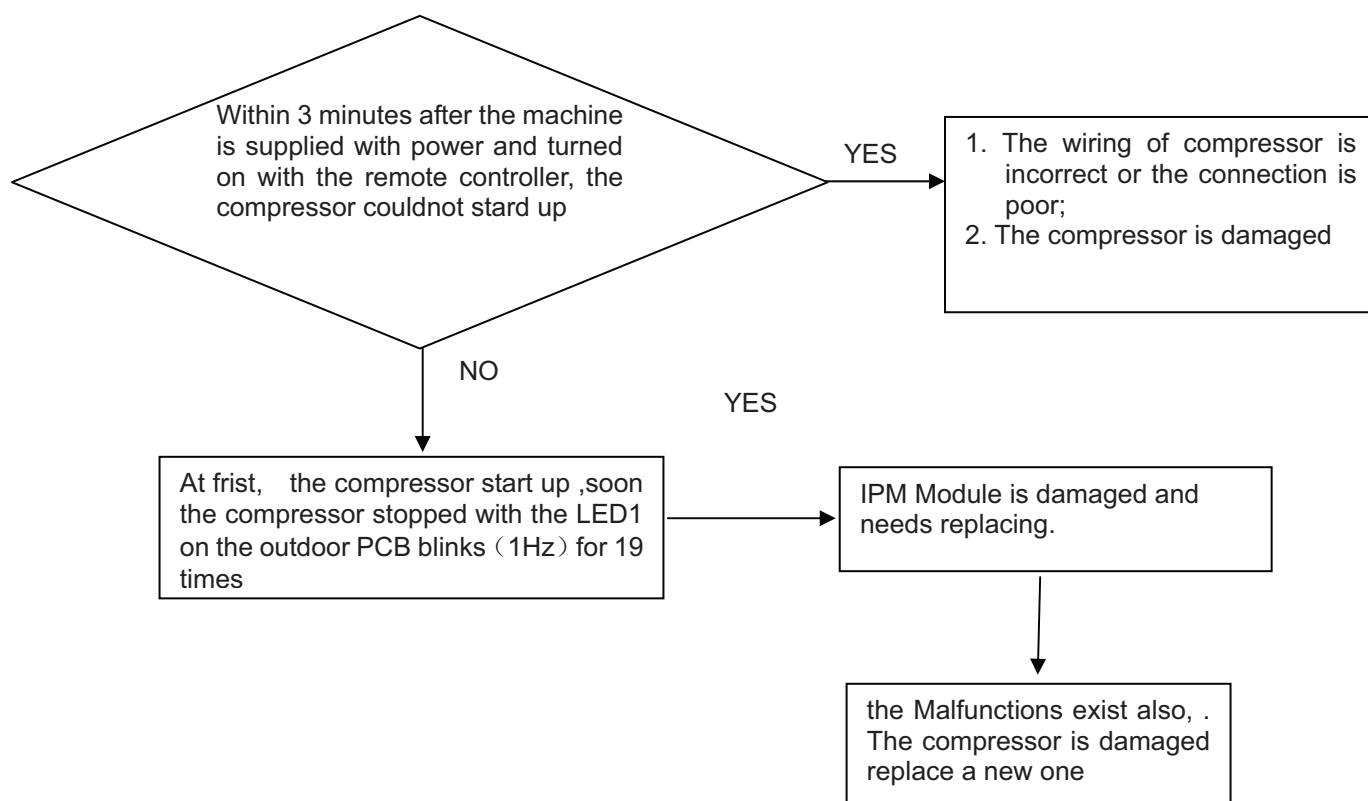 Within 3 minutes after the machine
is supplied with power and turned
on with the remote controller, the
compressor couldnot stard up
YES
1. The wiring of compressor is
incorrect or the connection is
poor;
2. The compressor is damaged
NO
YES
At frist, the compressor start up ,soon
the compressor stopped with the LED1
on the outdoor PCB blinks（1Hz）for 19
times
IPM Module is damaged and
needs replacing.
the Malfunctions exist also, .
The compressor is damaged
replace a new one